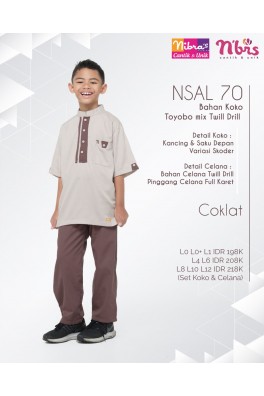 Nibra's
Cantik & Unik
N'brs
cantik & unik
NSAL 70
Bahan Koko
Toyobo mix Twill Drill
Detail Koko :
Kancing & Saku Depan
Variasi Skoder
Detail Celana :
Bahan Celana Twill Drill
Pinggang Celana Full Karet
Coklat
L0 L0+ L1 IDR 198K
L4 L6 IDR 208K
L8 L10 L12 IDR 218K
(Set Koko & Celana)